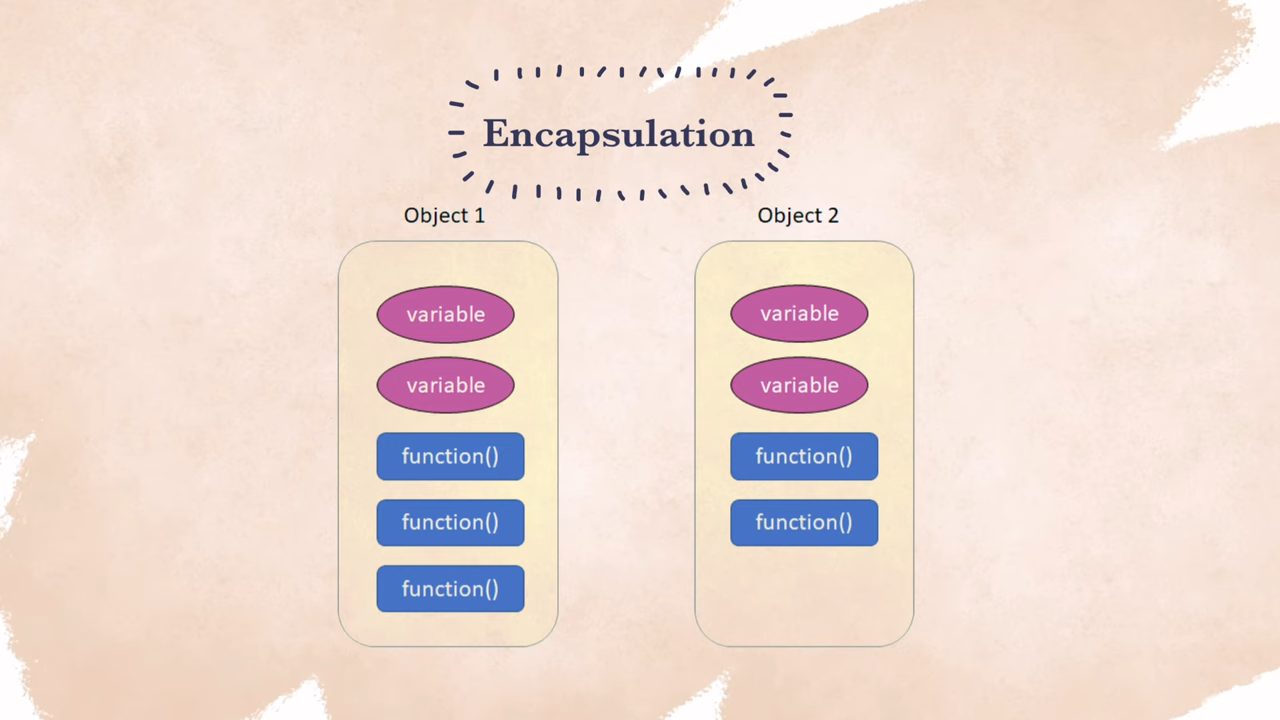 Encapsulation
Object 1
variable
variable
function()
function()
function()
Object 2
variable
variable
function()
function()